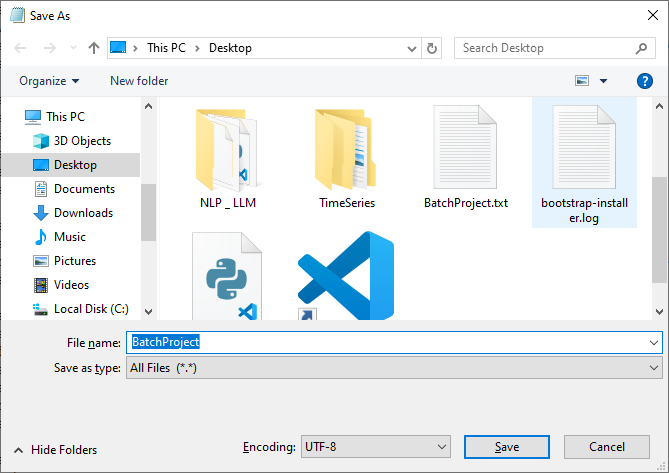 Save As
This PC
Desktop
Search Desktop
Organize
New folder
This PC
3D Objects
Desktop
Documents
Downloads
Music
Pictures
Videos
Local Disk (C:)
NLP _ LLM
TimeSeries
BatchProject.txt
bootstrap-install
er.log
File name:
BatchProject
Save as type:
All Files  (*.*)
Hide Folders
Encoding:
UTF-8
Save
Cancel